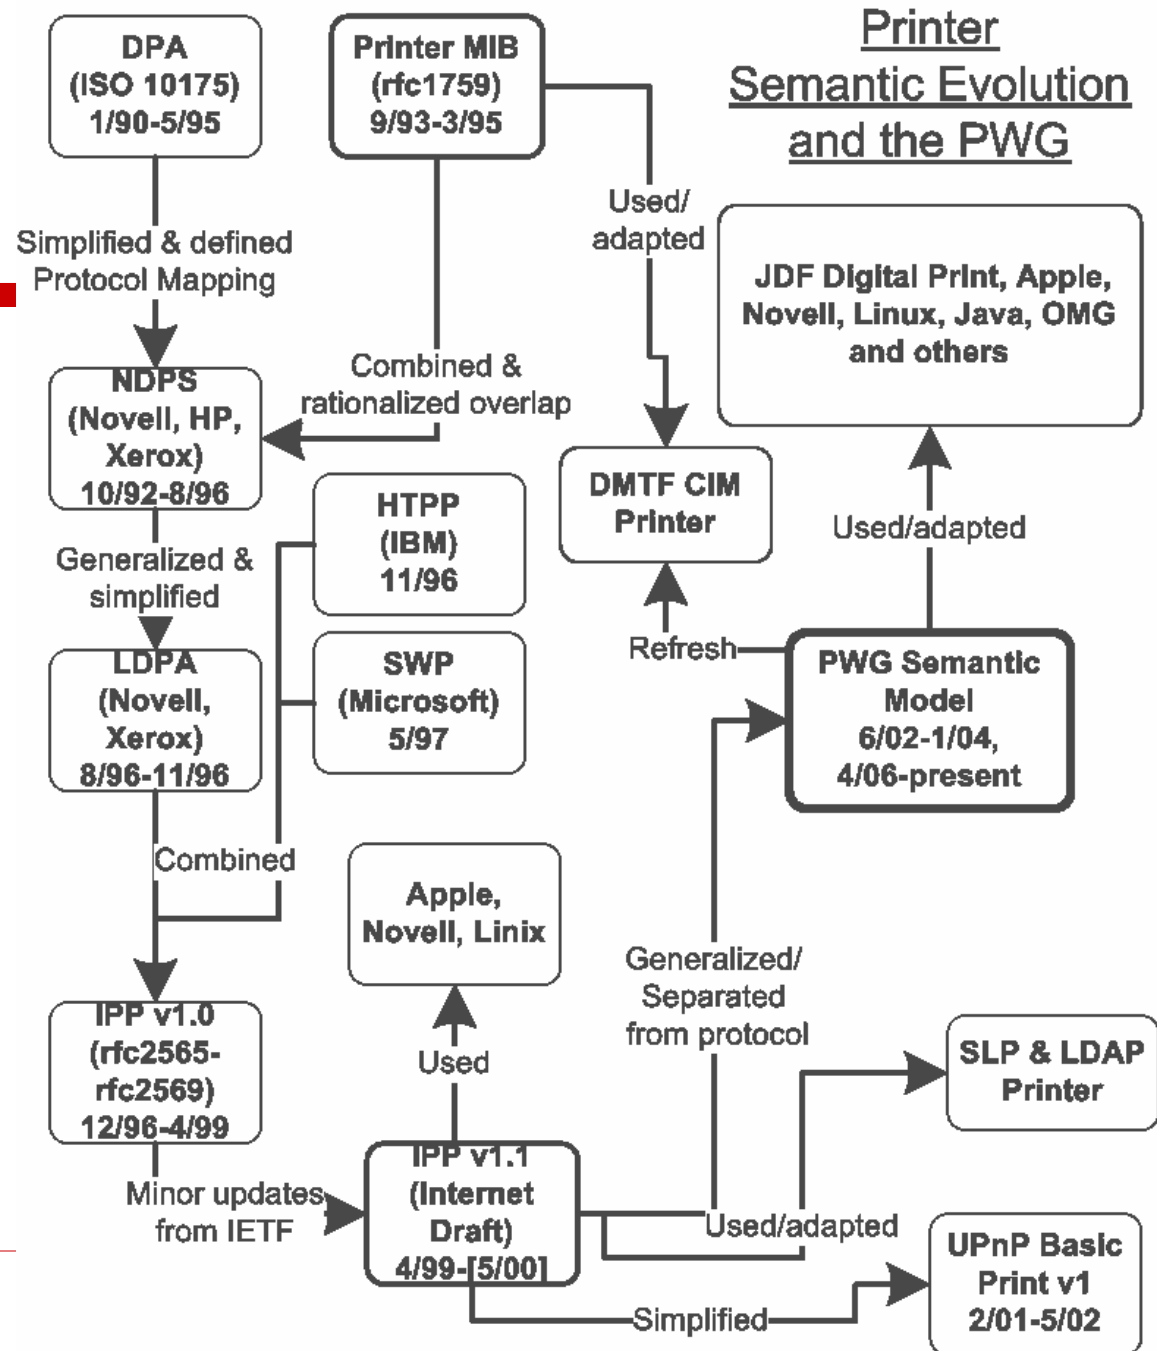 Printer
Semantic Evolution
and the PWG
DPA
(ISO 10175)
1/90-5/95
Printer MIB
(rfc1759)
9/93-3/95
Used/
adapted
Simplified & defined
Protocol Mapping
JDF Digital Print, Apple,
Novell, Linux, Java, OMG
and others
Combined &
rationalized overlap
NDPS
(Novell, HP,
Xerox)
10/92-8/96
DMTF CIM
Printer
Used/adapted
HTPP
(IBM)
11/96
Generalized &
simplified
Refresh
SWP
(Microsoft)
5/97
LDPA
(Novell,
Xerox)
8/96-11/96
PWG Semantic
Model
6/02-1/04,
4/06-present
Combined
Apple,
Novell, Linix
Generalized/
Separated
from protocol
IPP v1.0
(rfc2565-
rfc2569)
12/96-4/99
Used
SLP & LDAP
Printer
Minor updates
from IETF
IPP v1.1
(Internet
Draft)
4/99-[5/00]
Used/adapted
UPnP Basic
Print v1
2/01-5/02
Simplified